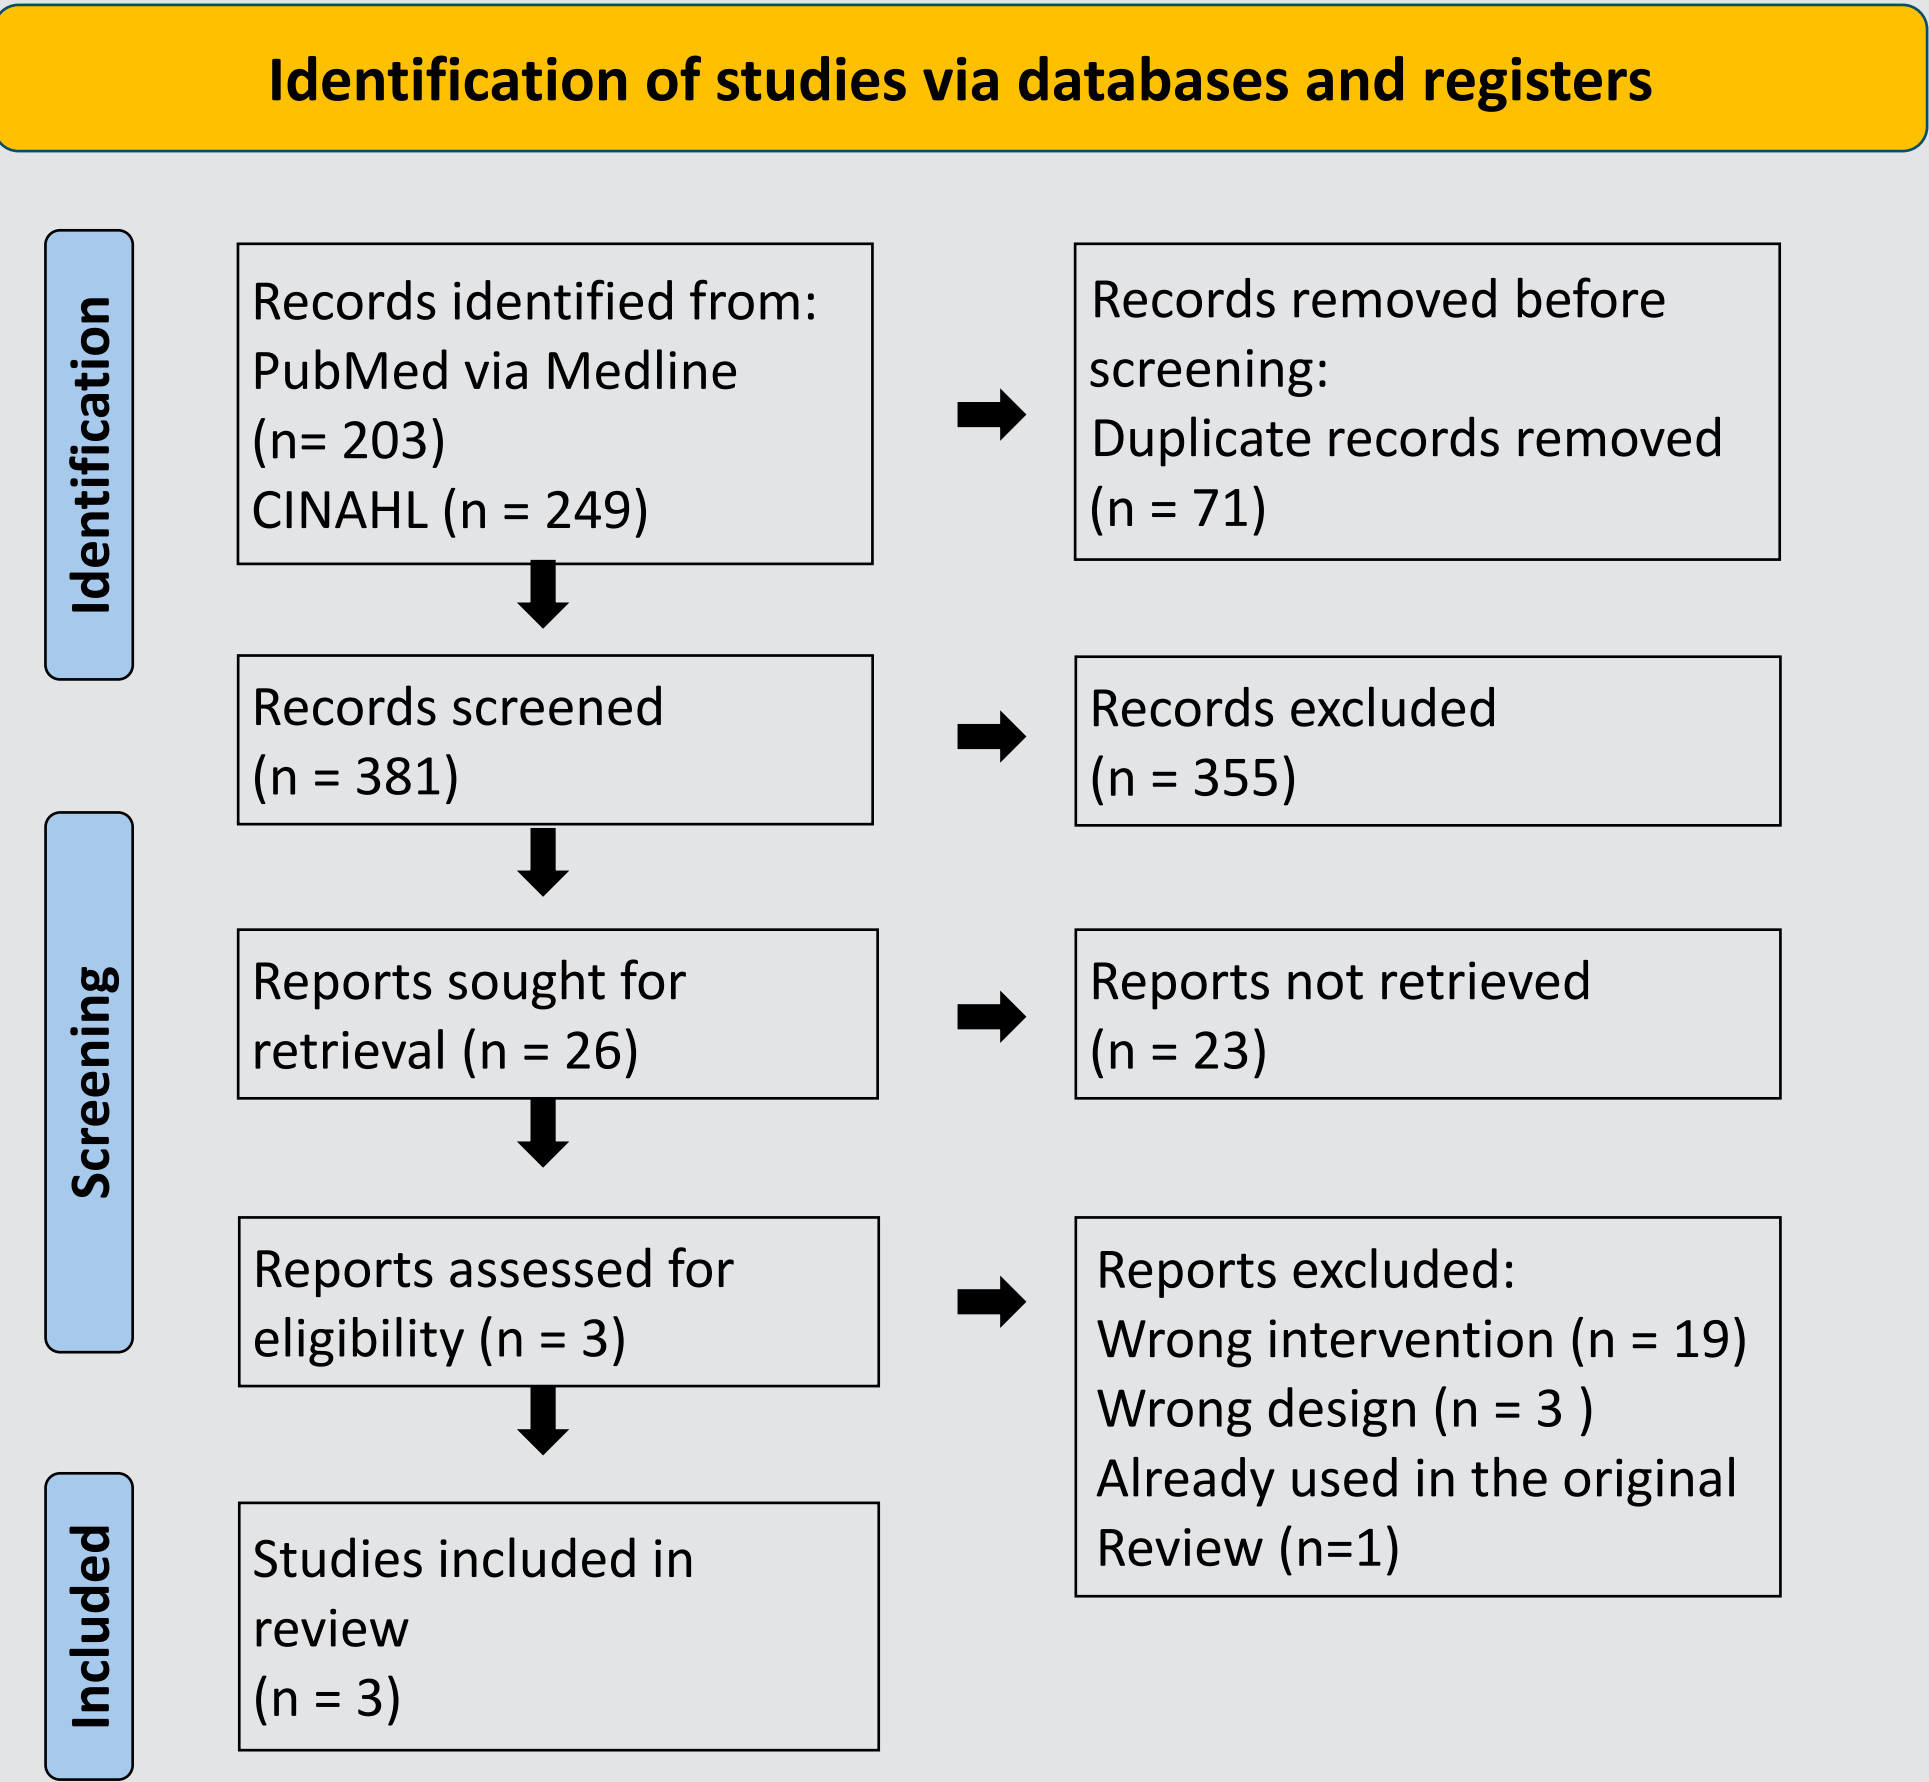 Identification of studies via databases and registers
Identification
Records identified from:
PubMed via Medline
(n= 203)
CINAHL (n = 249)
Records removed before
screening:
Duplicate records removed
(n = 71)
Records screened
(n = 381)
Records excluded
(n = 355)
Screening
Reports sought for
retrieval (n = 26)
Reports not retrieved
(n = 23)
Reports assessed for
eligibility (n = 3)
Reports excluded:
Wrong intervention (n = 19)
Wrong design (n = 3 )
Already used in the original
Review (n=1)
Included
Studies included in
review
(n = 3)